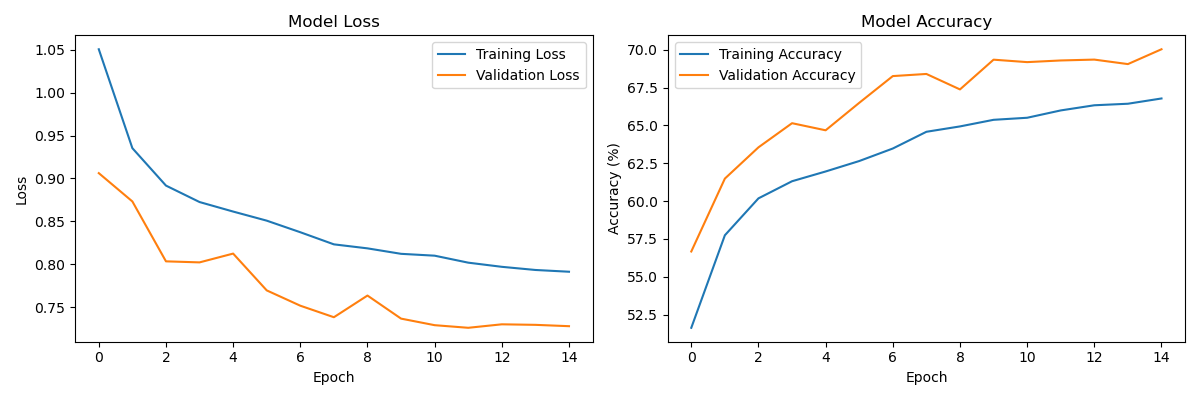 Model Loss
Training Loss
Validation Loss
1.05
1.00
0.95
0.90
0.85
0.80
0.75
Loss
0 2 4 6 8 10 12 14
Epoch
Model Accuracy
Training Accuracy
Validation Accuracy
70.0
67.5
65.0
62.5
60.0
57.5
55.0
52.5
Accuracy (%)
0 2 4 6 8 10 12 14
Epoch